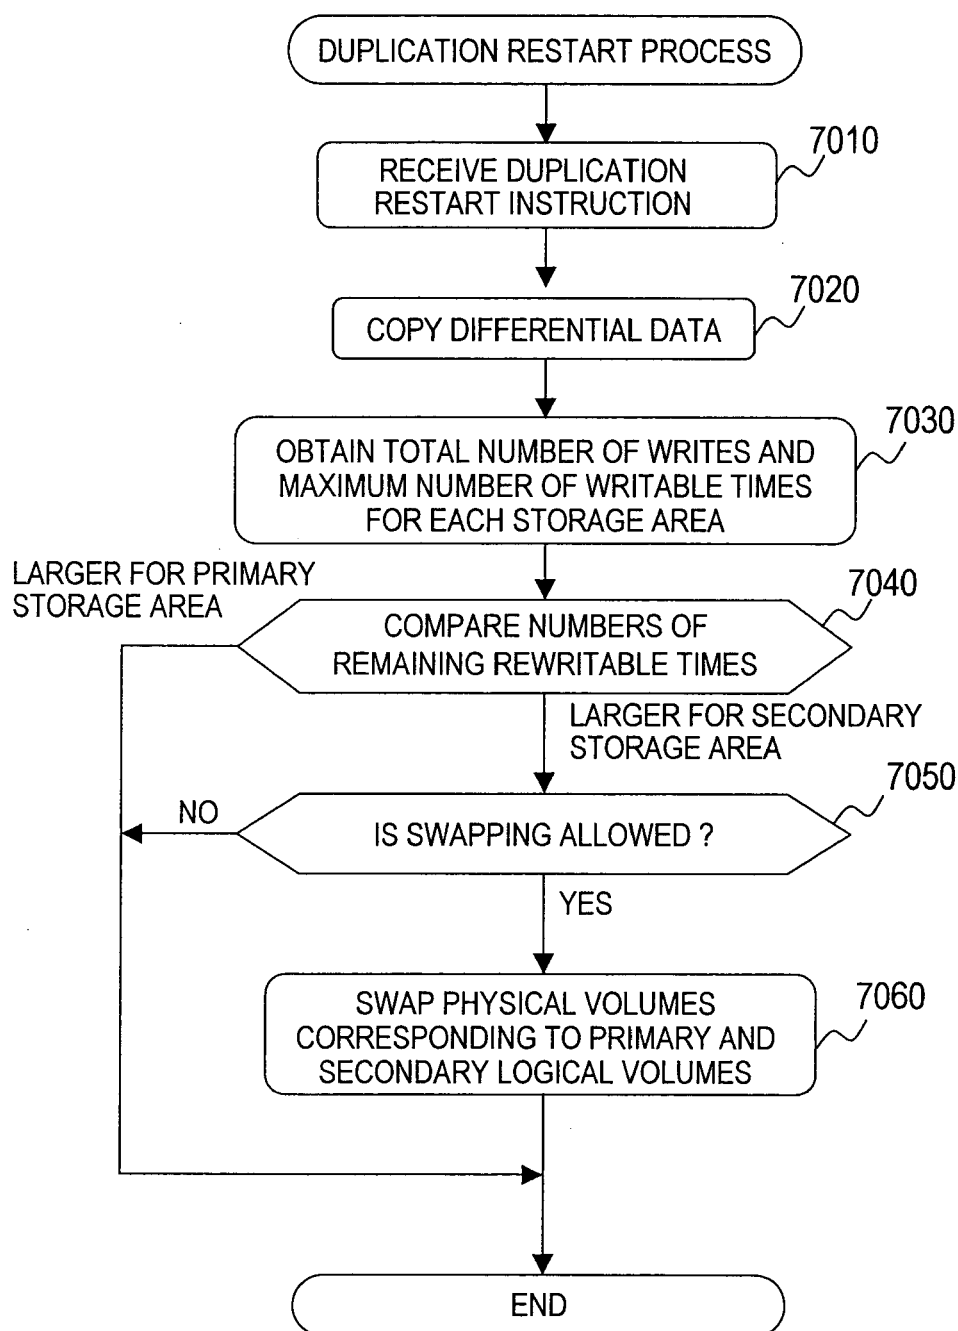 DUPLICATION RESTART PROCESS
7010
RECEIVE DUPLICATION
RESTART INSTRUCTION
7020
COPY DIFFERENTIAL DATA
7030
OBTAIN TOTAL NUMBER OF WRITES AND
MAXIMUM NUMBER OF WRITABLE TIMES
FOR EACH STORAGE AREA
LARGER FOR PRIMARY
STORAGE AREA
7040
COMPARE NUMBERS OF
REMAINING REWRITABLE TIMES
LARGER FOR SECONDARY
STORAGE AREA
7050
NO
IS SWAPPING ALLOWED ?
YES
7060
SWAP PHYSICAL VOLUMES
CORRESPONDING TO PRIMARY AND
SECONDARY LOGICAL VOLUMES
END